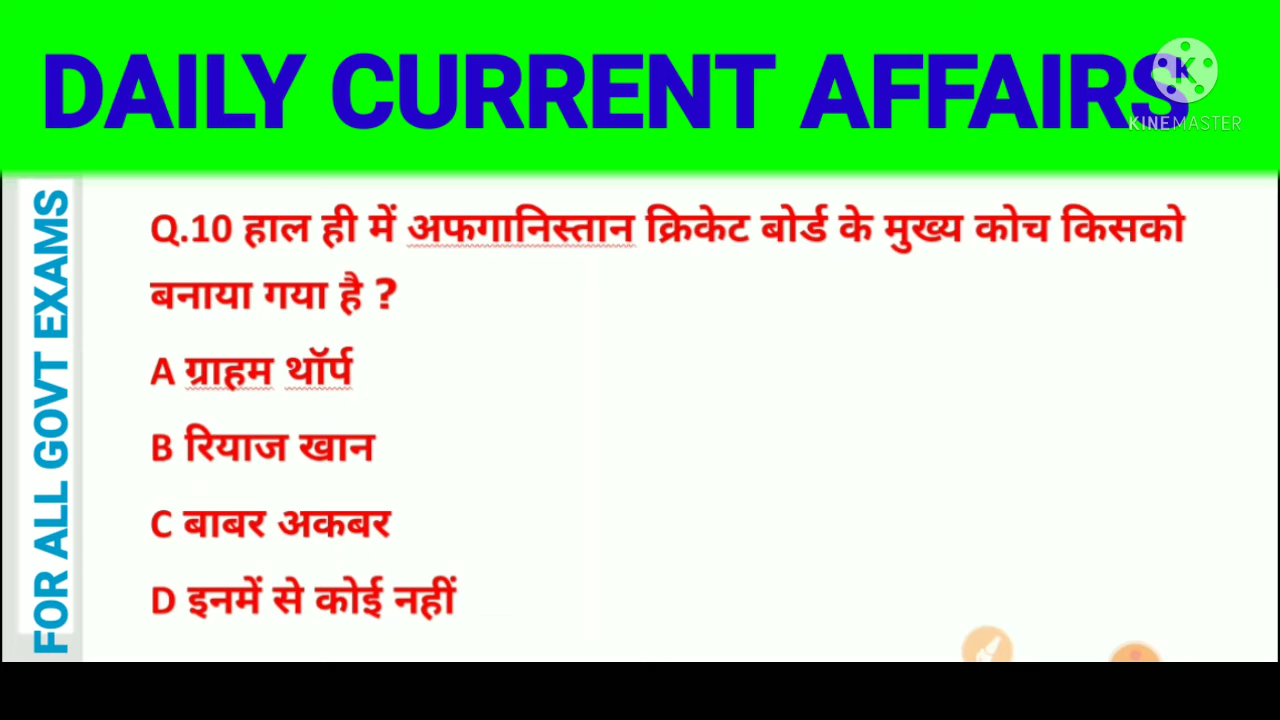 DAILY CURRENT AFFAIRS
K
KINEMASTER
FOR ALL GOVT EXAMS
Q.10 हाल ही में अफगानिस्तान क्रिकेट बोर्ड के मुख्य कोच किसको
बनाया गया है ?
A ग्राहम थॉर्प
B रियाज खान
C बाबर अकबर
D इनमें से कोई नहीं